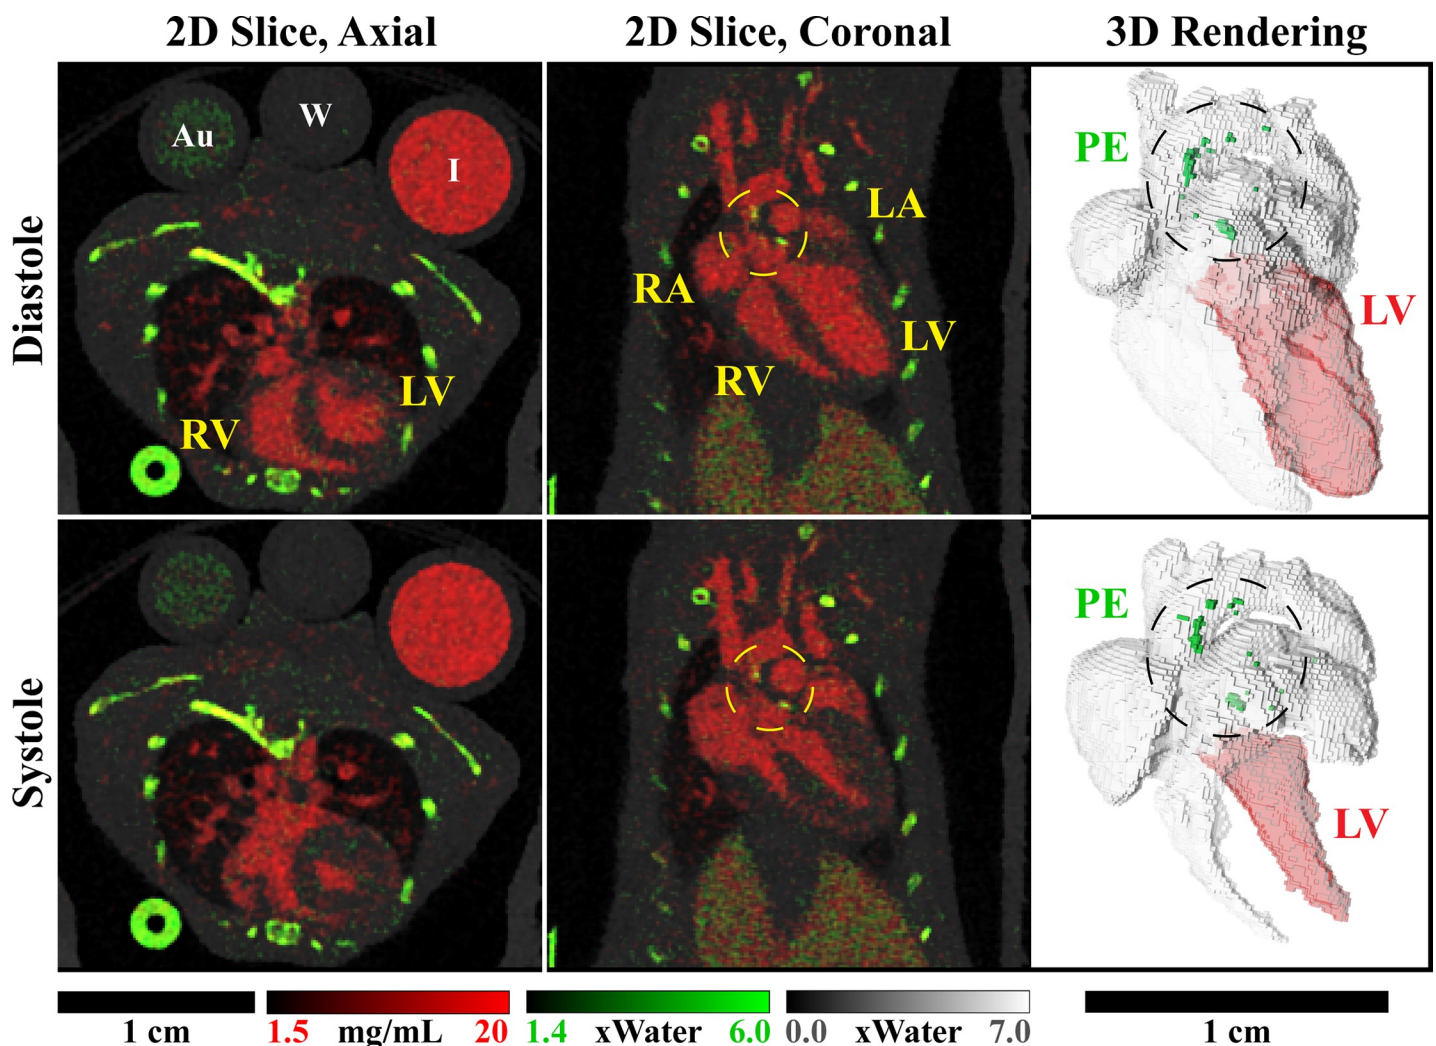 2D Slice, Axial
2D Slice, Coronal
3D Rendering
Diastole
Au
W
I
RV
LV
LA
RA
LV
RV
PE
LV
Systole
PE
LV
1 cm
1.5 mg/mL 20
1.4 xWater 6.0
0.0 xWater 7.0
1 cm